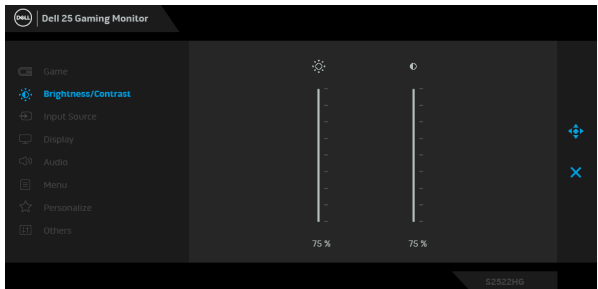 DELL
Dell 25 Gaming Monitor
Game
Brightness/Contrast
Input Source
Display
Audio
Menu
Personalize
Others
75 %
75 %
S2522HG